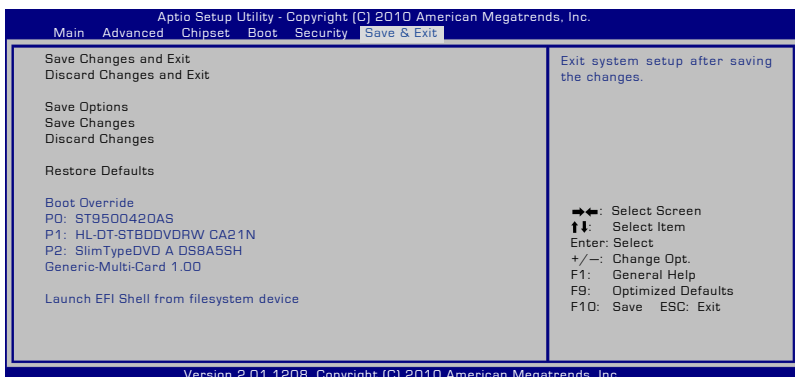 Aptio Setup Utility - Copyright (C) 2010 American Megatrends, Inc.
Main Advanced Chipset Boot Security Save & Exit
Save Changes and Exit
Discard Changes and Exit
Save Options
Save Changes
Discard Changes
Restore Defaults
Boot Override
P0: ST9500420AS
P1: HL-DT-STBDDVDRW CA21N
P2: SlimTypeDVD A DS8A5SH
Generic-Multi-Card 1.00
Launch EFI Shell from filesystem device
Exit system setup after saving
the changes.
→←: Select Screen
↑↓: Select Item
Enter: Select
+/—: Change Opt.
F1: General Help
F9: Optimized Defaults
F10: Save ESC: Exit
Version 2.01.1208. Copyright (C) 2010 American Megatrends, Inc.